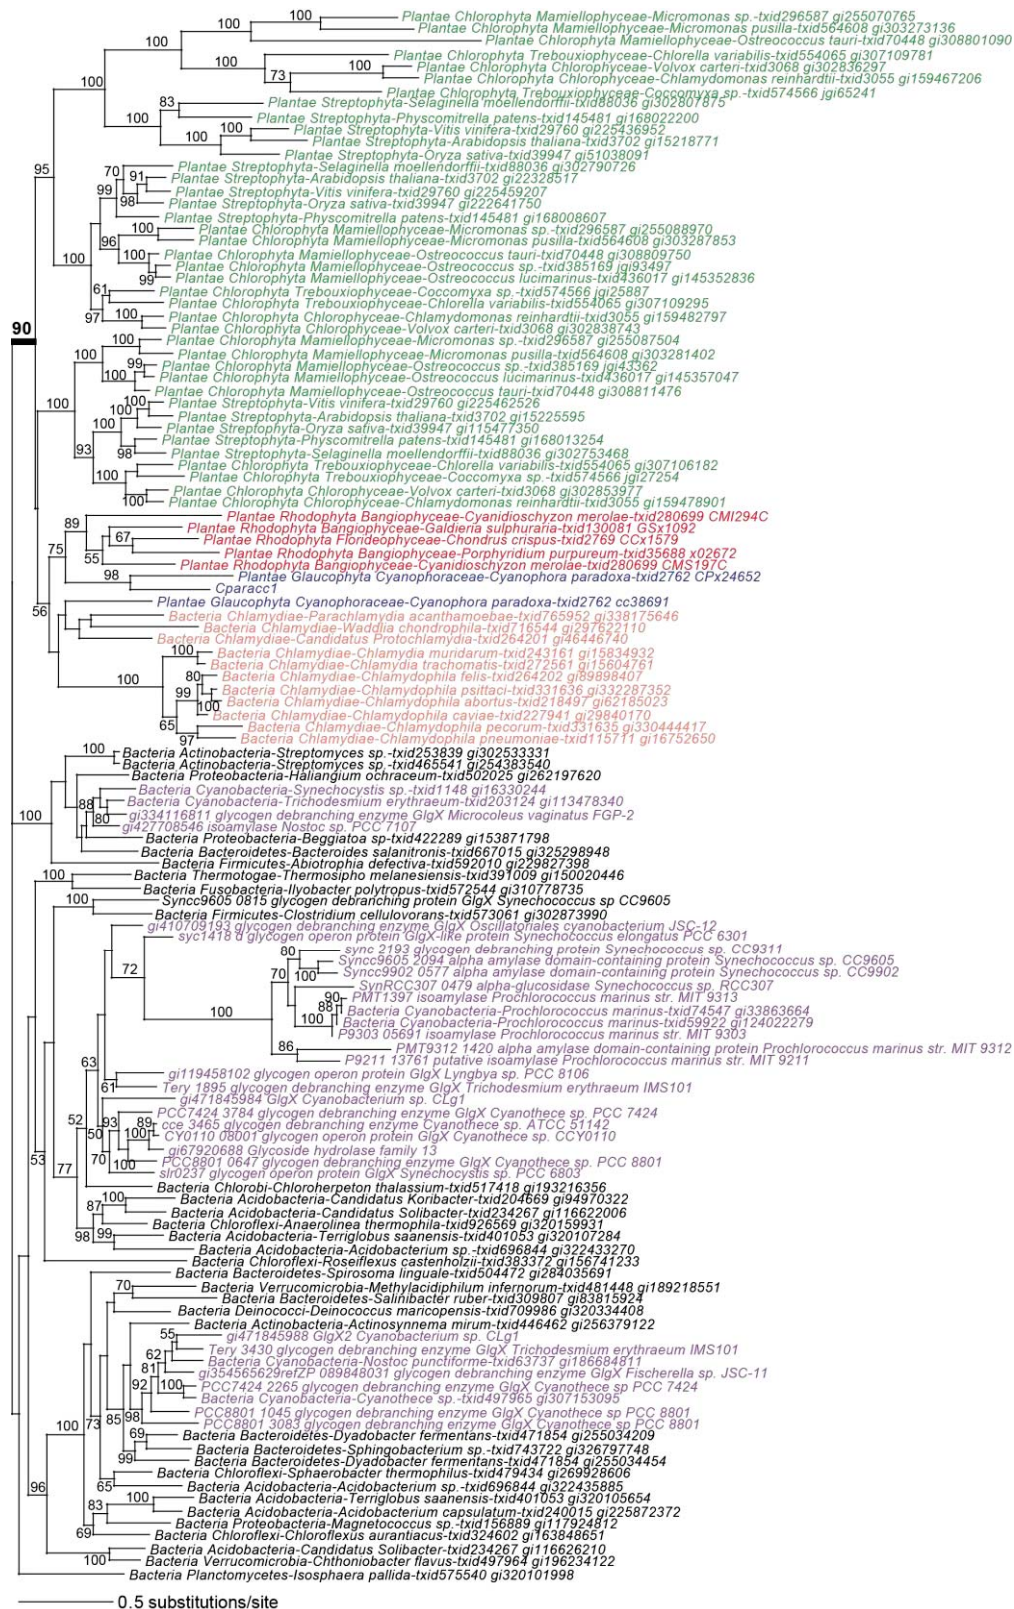 Plantae Chlorophyta Mamiellophyceae-Micromonas sp.-txid296587 gi255070765
Plantae Chlorophyta Mamiellophyceae-Micromonas pusilla-txid564608 gi303273136
Plantae Chlorophyta Mamiellophyceae-Ostreococcus tauri-txid70448 gi308801090
Plantae Chlorophyta Trebouxiophyceae-Chlorella variabilis-txid554065 gi307109781
Plantae Chlorophyta Chlorophyceae-Volvox carteri-txid3068 gi302836297
Plantae Chlorophyta Chlorophyceae-Chlamydomonas reinhardtii-txid3055 gi159467206
Plantae Chlorophyta Trebouxiophyceae-Coccomyxa sp.-txid574566 jgi65241
Plantae Streptophyta-Selaginella moellendorffii-txid88036 gi302807875
Plantae Streptophyta-Physcomitrella patens-txid145481 gi168022200
Plantae Streptophyta-Vitis vinifera-txid29760 gi225436952
Plantae Streptophyta-Arabidopsis thaliana-txid3702 gi15218771
Plantae Streptophyta-Oryza sativa-txid39947 gi51038091
Plantae Streptophyta-Selaginella moellendorffii-txid88036 gi302790726
Plantae Streptophyta-Arabidopsis thaliana-txid3702 gi22328517
Plantae Streptophyta-Vitis vinifera-txid29760 gi225459207
Plantae Streptophyta-Oryza sativa-txid39947 gi222641750
Plantae Streptophyta-Physcomitrella patens-txid145481 gi168008607
Plantae Chlorophyta Mamiellophyceae-Micromonas sp.-txid296587 gi255088970
Plantae Chlorophyta Mamiellophyceae-Micromonas pusilla-txid564608 gi303287853
Plantae Chlorophyta Mamiellophyceae-Ostreococcus tauri-txid70448 gi308809750
Plantae Chlorophyta Mamiellophyceae-Ostreococcus sp.-txid385169 jgi93497
Plantae Chlorophyta Mamiellophyceae-Ostreococcus lucimarinus-txid436017 gi145352836
Plantae Chlorophyta Trebouxiophyceae-Coccomyxa sp.-txid574566 jgi25887
Plantae Chlorophyta Trebouxiophyceae-Chlorella variabilis-txid554065 gi307109295
Plantae Chlorophyta Chlorophyceae-Chlamydomonas reinhardtii-txid3055 gi159482797
Plantae Chlorophyta Chlorophyceae-Volvox carteri-txid3068 gi302838743
Plantae Chlorophyta Mamiellophyceae-Micromonas sp.-txid296587 gi255087504
Plantae Chlorophyta Mamiellophyceae-Micromonas pusilla-txid564608 gi303281402
Plantae Chlorophyta Mamiellophyceae-Ostreococcus sp.-txid385169 jgi43362
Plantae Chlorophyta Mamiellophyceae-Ostreococcus lucimarinus-txid436017 gi145357047
Plantae Chlorophyta Mamiellophyceae-Ostreococcus tauri-txid70448 gi308811476
Plantae Streptophyta-Vitis vinifera-txid29760 gi225462526
Plantae Streptophyta-Arabidopsis thaliana-txid3702 gi15225595
Plantae Streptophyta-Oryza sativa-txid39947 gi115477350
Plantae Streptophyta-Physcomitrella patens-txid145481 gi168013254
Plantae Streptophyta-Selaginella moellendorffii-txid88036 gi302753468
Plantae Chlorophyta Trebouxiophyceae-Chlorella variabilis-txid554065 gi307106182
Plantae Chlorophyta Trebouxiophyceae-Coccomyxa sp.-txid574566 jgi27254
Plantae Chlorophyta Chlorophyceae-Volvox carteri-txid3068 gi302853977
Plantae Chlorophyta Chlorophyceae-Chlamydomonas reinhardtii-txid3055 gi159478901
Plantae Rhodophyta Bangiophyceae-Cyanidioschyzon merolae-txid280699 CMI294C
Plantae Rhodophyta Bangiophyceae-Galdieria sulphuraria-txid130081 GSx1092
Plantae Rhodophyta Florideophyceae-Chondrus crispus-txid2769 CCx1579
Plantae Rhodophyta Bangiophyceae-Porphyridium purpureum-txid35688 x02672
Plantae Rhodophyta Bangiophyceae-Cyanidioschyzon merolae-txid280699 CMS197C
Plantae Glaucophyta Cyanophoraceae-Cyanophora paradoxa-txid2762 CPx24652
Cparacc1
Plantae Glaucophyta Cyanophoraceae-Cyanophora paradoxa-txid2762 cc38691
Bacteria Chlamydiae-Parachlamydia acanthamoebae-txid765952 gi338175646
Bacteria Chlamydiae-Waddlia chondrophila-txid716544 gi297622110
Bacteria Chlamydiae-Candidatus Protochlamydia-txid264201 gi46446740
Bacteria Chlamydiae-Chlamydia muridarum-txid243161 gi15834932
Bacteria Chlamydiae-Chlamydia trachomatis-txid272561 gi15604761
Bacteria Chlamydiae-Chlamydophila felis-txid264202 gi89898407
Bacteria Chlamydiae-Chlamydophila psittaci-txid331636 gi332287352
Bacteria Chlamydiae-Chlamydophila abortus-txid218497 gi62185023
Bacteria Chlamydiae-Chlamydophila caviae-txid227941 gi29840170
Bacteria Chlamydiae-Chlamydophila pecorum-txid331635 gi330444417
Bacteria Chlamydiae-Chlamydophila pneumoniae-txid115711 gi16752650
Bacteria Actinobacteria-Streptomyces sp.-txid253839 gi302533331
Bacteria Actinobacteria-Streptomyces sp.-txid465541 gi254383540
Bacteria Proteobacteria-Haliangium ochraceum-txid502025 gi262197620
Bacteria Cyanobacteria-Synechocystis sp.-txid1148 gi16330244
Bacteria Cyanobacteria-Trichodesmium erythraeum-txid203124 gi113478340
gi334116811 glycogen debranching enzyme GlgX Microcoleus vaginatus FGP-2
gi427708546 isoamylase Nostoc sp. PCC 7107
Bacteria Proteobacteria-Beggiatoa sp-txid422289 gi153871798
Bacteria Bacteroidetes-Bacteroides salanitronis-txid667015 gi325298948
Bacteria Firmicutes-Abiotrophia defectiva-txid592010 gi229827398
Bacteria Thermotogae-Thermosipho melanesiensis-txid391009 gi150020446
Bacteria Fusobacteria-Ilyobacter polytropus-txid572544 gi310778735
Syncc9605 0815 glycogen debranching protein GlgX Synechococcus sp CC9605
Bacteria Firmicutes-Clostridium cellulovorans-txid573061 gi302873990
gi410709193 glycogen debranching enzyme GlgX Oscillatoriales cyanobacterium JSC-12
syc1418 d glycogen operon protein GlgX-like protein Synechococcus elongatus PCC 6301
sync 2193 glycogen debranching protein Synechococcus sp. CC9311
Syncc9605 2094 alpha amylase domain-containing protein Synechococcus sp. CC9605
Syncc9902 0577 alpha amylase domain-containing protein Synechococcus sp. CC9902
SynRCC307 0479 alpha-glucosidase Synechococcus sp. RCC307
PMT1397 isoamylase Prochlorococcus marinus str. MIT 9313
Bacteria Cyanobacteria-Prochlorococcus marinus-txid74547 gi33863664
Bacteria Cyanobacteria-Prochlorococcus marinus-txid59922 gi124022279
P9303 05691 isoamylase Prochlorococcus marinus str. MIT 9303
PMT9312 1420 alpha amylase domain-containing protein Prochlorococcus marinus str. MIT 9312
P9211 13761 putative isoamylase Prochlorococcus marinus str. MIT 9211
gi119458102 glycogen operon protein GlgX Lyngbya sp. PCC 8106
Tery 1895 glycogen debranching enzyme GlgX Trichodesmium erythraeum IMS101
gi471845984 GlgX Cyanobacterium sp. CLg1
PCC7424 3784 glycogen debranching enzyme GlgX Cyanothece sp. PCC 7424
cce 3465 glycogen debranching enzyme Cyanothece sp. ATCC 51142
CY0110 08001 glycogen operon protein GlgX Cyanothece sp. CCY0110
gi67920688 Glycoside hydrolase family 13
PCC8801 0647 glycogen debranching enzyme GlgX Cyanothece sp. PCC 8801
slr0237 glycogen operon protein GlgX Synechocystis sp. PCC 6803
Bacteria Chlorobi-Chloroherpeton thalassium-txid517418 gi193216356
Bacteria Acidobacteria-Candidatus Koribacter-txid204669 gi94970322
Bacteria Acidobacteria-Candidatus Solibacter-txid234267 gi116622006
Bacteria Chloroflexi-Anaerolinea thermophila-txid926569 gi320159931
Bacteria Acidobacteria-Terriglobus saanensis-txid401053 gi320107284
Bacteria Acidobacteria-Acidobacterium sp.-txid696844 gi322433270
Bacteria Chloroflexi-Roseiflexus castenholzii-txid383372 gi156741233
Bacteria Bacteroidetes-Spirosoma linguale-txid504472 gi284035691
Bacteria Verrucomicrobia-Methylacidiphilum infernorum-txid481448 gi189218551
Bacteria Bacteroidetes-Salinibacter ruber-txid309807 gi83815924
Bacteria Deinococci-Deinococcus maricopensis-txid709986 gi320334408
Bacteria Actinobacteria-Actinosynnema mirum-txid446462 gi256379122
gi471845988 GlgX2 Cyanobacterium sp. CLg1
Tery 3430 glycogen debranching enzyme GlgX Trichodesmium erythraeum IMS101
Bacteria Cyanobacteria-Nostoc punctiforme-txid63737 gi186684811
gi354565629refZP 089848031 glycogen debranching enzyme GlgX Fischerella sp. JSC-11
PCC7424 2265 glycogen debranching enzyme GlgX Cyanothece sp PCC 7424
Bacteria Cyanobacteria-Cyanothece sp.-txid497965 gi307153095
PCC8801 1045 glycogen debranching enzyme GlgX Cyanothece sp PCC 8801
PCC8801 3083 glycogen debranching enzyme GlgX Cyanothece sp PCC 8801
Bacteria Bacteroidetes-Dyadobacter fermentans-txid471854 gi255034209
Bacteria Bacteroidetes-Sphingobacterium sp.-txid743722 gi326797748
Bacteria Bacteroidetes-Dyadobacter fermentans-txid471854 gi255034454
Bacteria Chloroflexi-Sphaerobacter thermophilus-txid479434 gi269928606
Bacteria Acidobacteria-Acidobacterium sp.-txid696844 gi322435885
Bacteria Acidobacteria-Terriglobus saanensis-txid401053 gi320105654
Bacteria Acidobacteria-Acidobacterium capsulatum-txid240015 gi225872372
Bacteria Proteobacteria-Magnetococcus sp.-txid156889 gi117924812
Bacteria Chloroflexi-Chloroflexus aurantiacus-txid324602 gi163848651
Bacteria Acidobacteria-Candidatus Solibacter-txid234267 gi116626210
Bacteria Verrucomicrobia-Chthoniobacter flavus-txid497964 gi196234122
Bacteria Planctomycetes-Isosphaera pallida-txid575540 gi320101998
0.5 substitutions/site